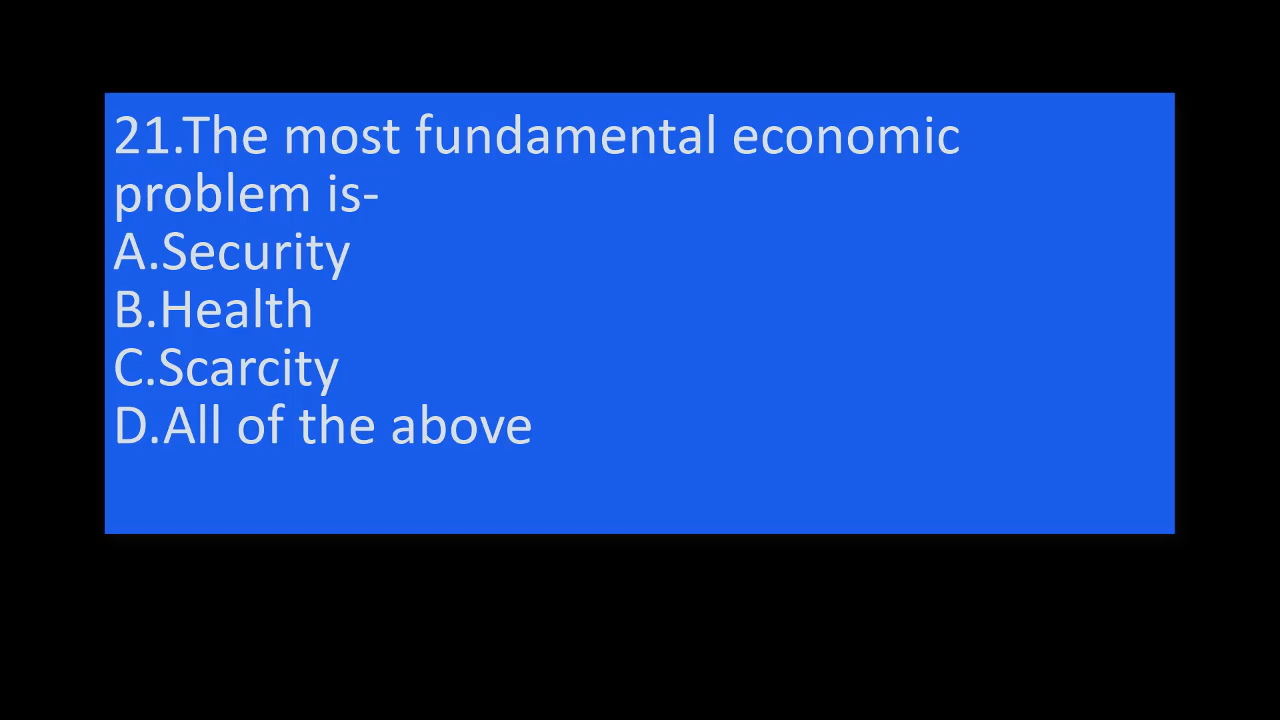 21.The most fundamental economic
problem is-
A.Security
B.Health
C.Scarcity
D.All of the above